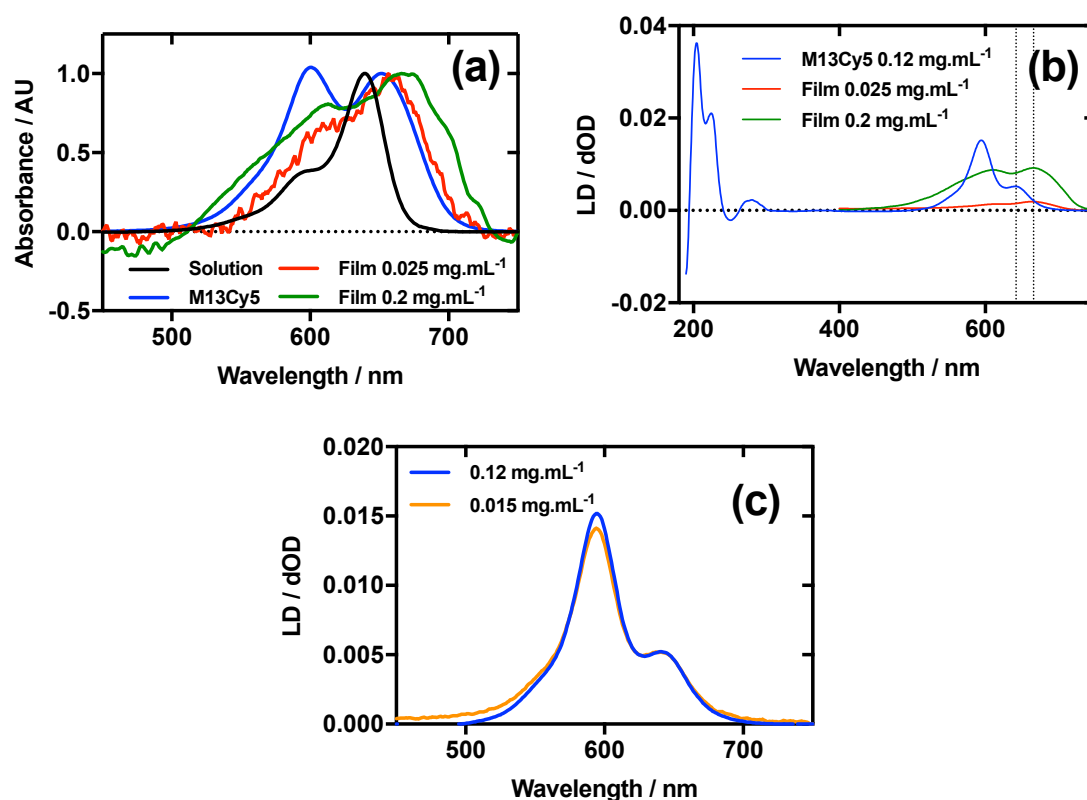 (a)
Absorbance / AU
1.0
0.5
0.0
-0.5
500
600
700
Wavelength / nm
Solution
M13Cy5
Film 0.025 mg.mL⁻¹
Film 0.2 mg.mL⁻¹
(b)
LD / dOD
0.04
0.02
0.00
-0.02
200
400
600
Wavelength / nm
M13Cy5 0.12 mg.mL⁻¹
Film 0.025 mg.mL⁻¹
Film 0.2 mg.mL⁻¹
(c)
LD / dOD
0.020
0.015
0.010
0.005
0.000
500
600
700
Wavelength / nm
0.12 mg.mL⁻¹
0.015 mg.mL⁻¹